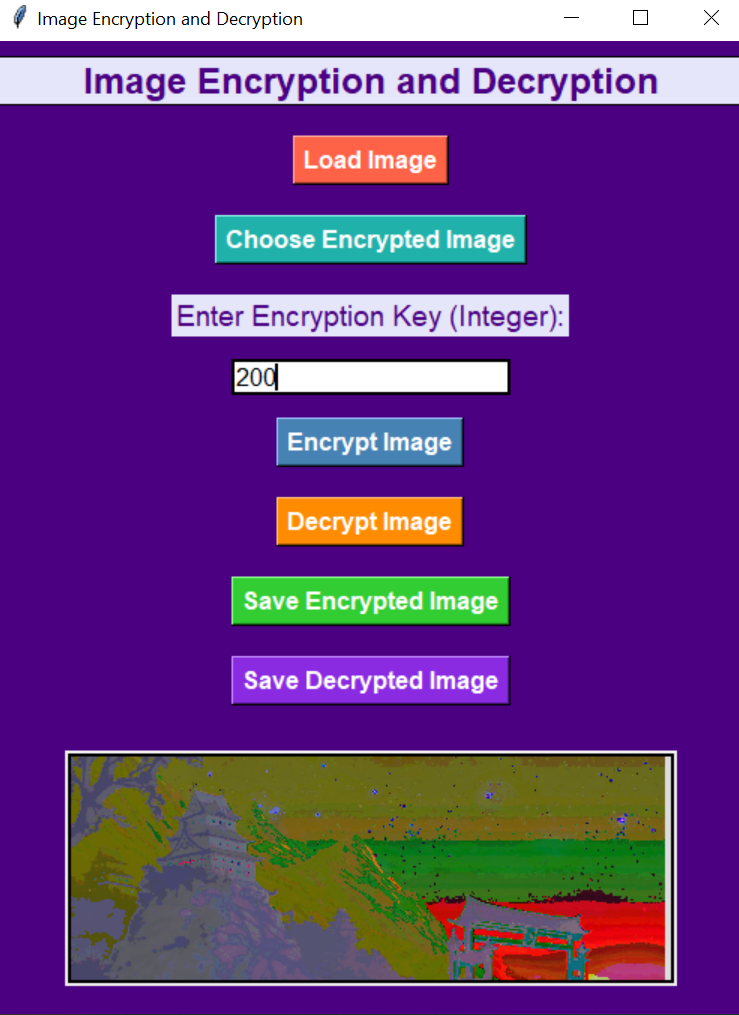 Image Encryption and Decryption
Image Encryption and Decryption
Load Image
Choose Encrypted Image
Enter Encryption Key (Integer):
200
Encrypt Image
Decrypt Image
Save Encrypted Image
Save Decrypted Image